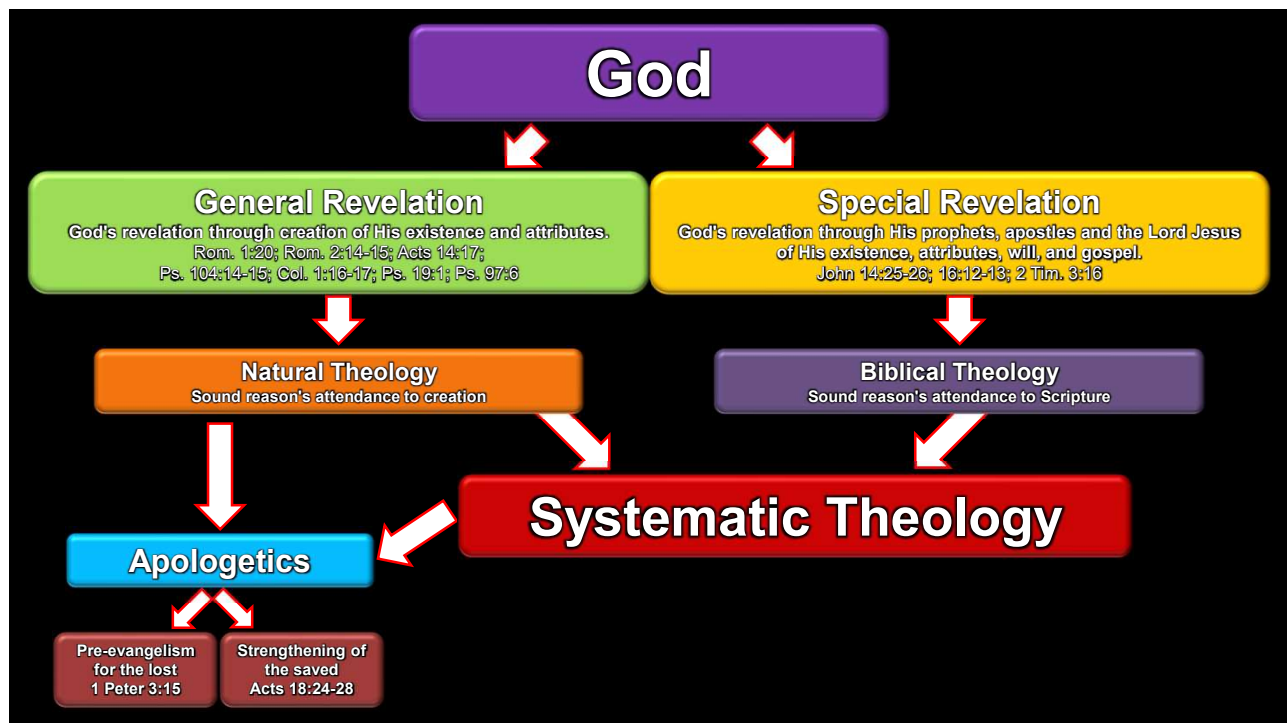 God
General Revelation
God's revelation through creation of His existence and attributes.
Rom. 1:20; Rom. 2:14-15; Acts 14:17;
Ps. 104:14-15; Col. 1:16-17; Ps. 19:1; Ps. 97:6
Special Revelation
God's revelation through His prophets, apostles and the Lord Jesus
of His existence, attributes, will, and gospel.
John 14:25-26; 16:12-13; 2 Tim. 3:16
Natural Theology
Sound reason's attendance to creation
Biblical Theology
Sound reason's attendance to Scripture
Systematic Theology
Apologetics
Pre-evangelism
for the lost
1 Peter 3:15
Strengthening of
the saved
Acts 18:24-28